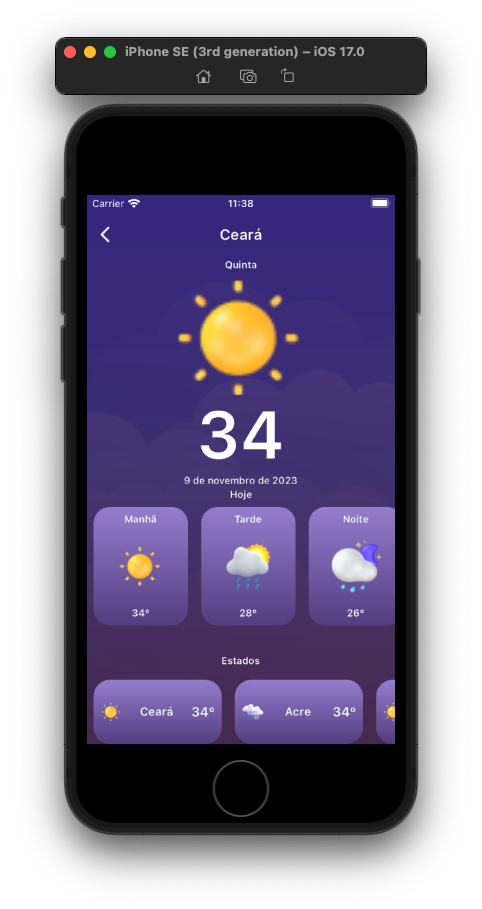 iPhone SE (3rd generation) – iOS 17.0
Carrier 11:38
Ceará
Quinta
34
9 de novembro de 2023
Hoje
Manhã Tarde Noite
34° 28° 26°
Estados
Ceará 34° Acre 34°